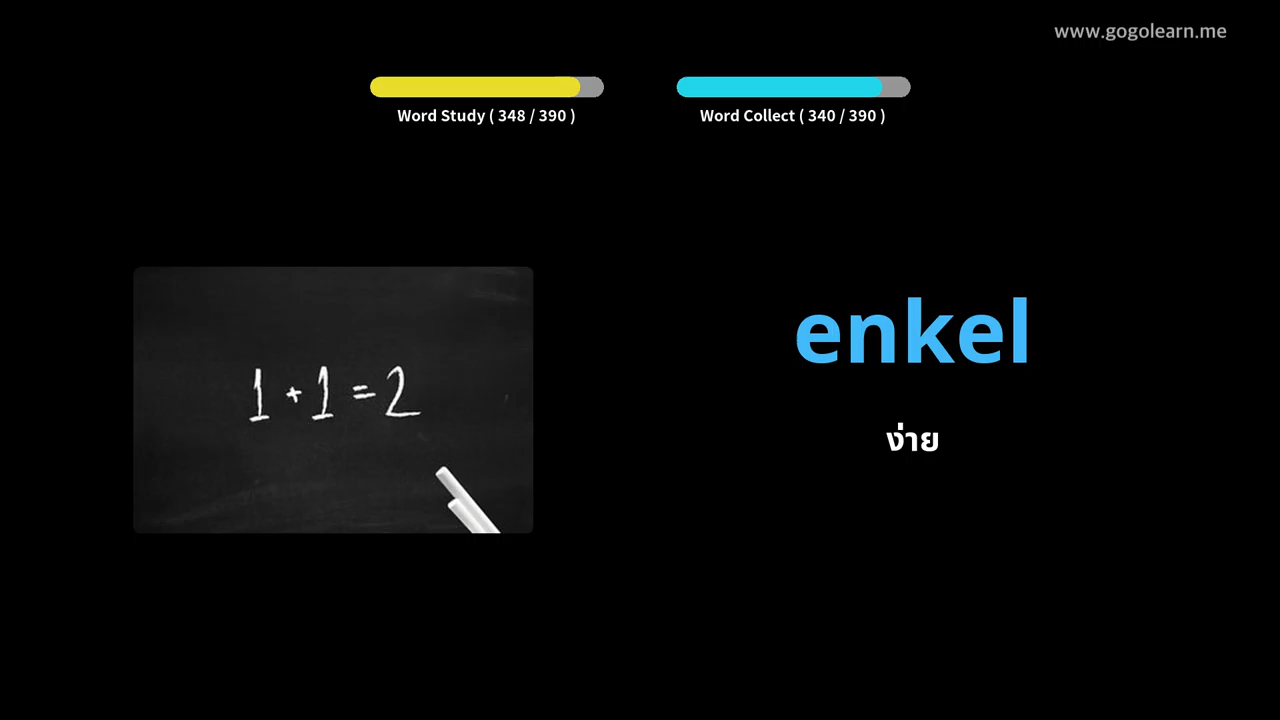 www.gogolearn.me
Word Study ( 348 / 390 )
Word Collect ( 340 / 390 )
1 + 1 = 2
enkel
ง่าย